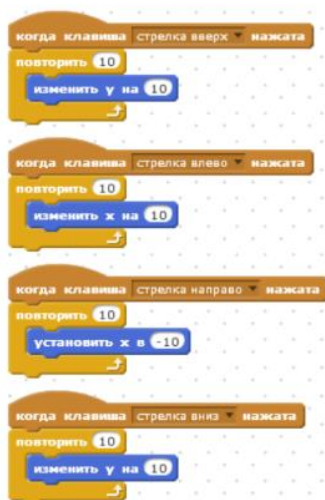 когда клавиша стрелка вверх нажата
повторить 10
изменить y на 10
когда клавиша стрелка влево нажата
повторить 10
изменить x на 10
когда клавиша стрелка направо нажата
повторить 10
установить x в -10
когда клавиша стрелка вниз нажата
повторить 10
изменить y на 10